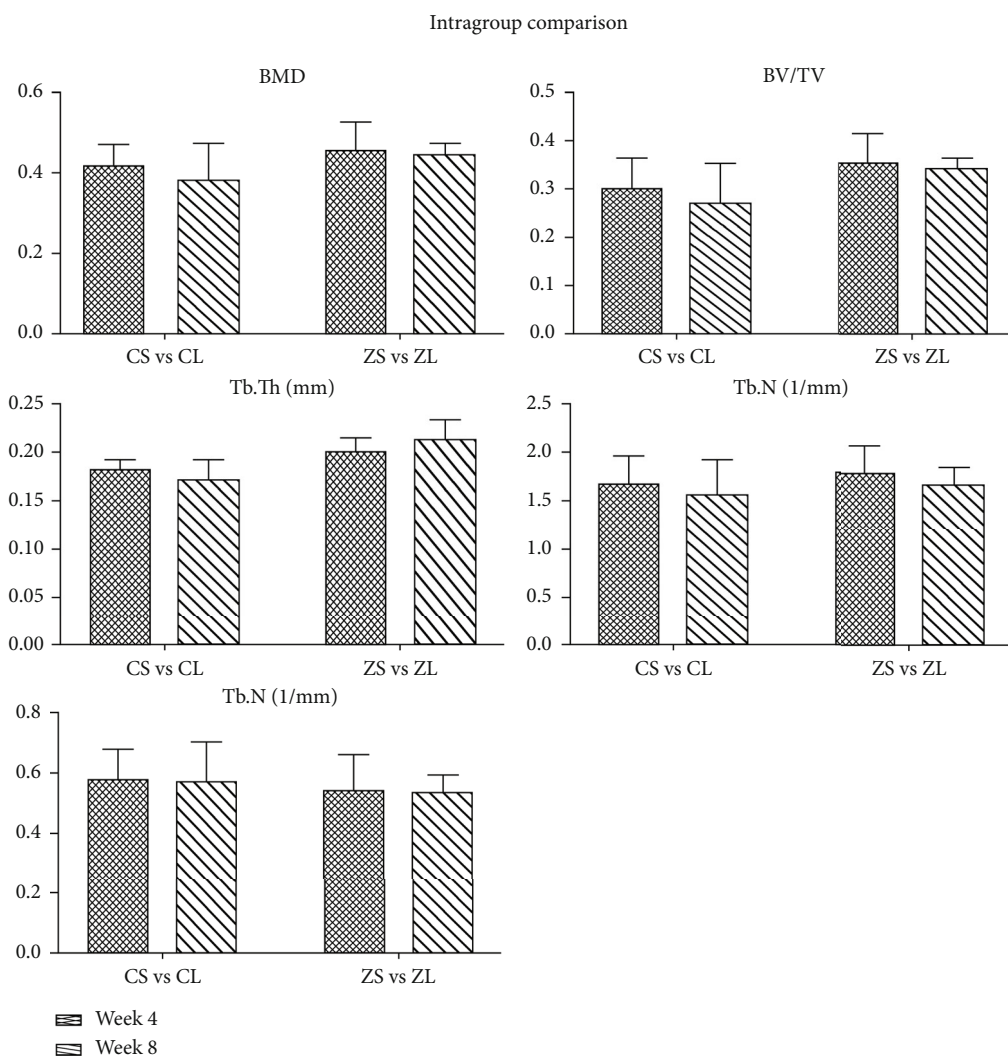 Intragroup comparison
BMD
0.6
0.4
0.2
0.0
CS vs CL
ZS vs ZL
BV/TV
0.5
0.4
0.3
0.2
0.1
0.0
CS vs CL
ZS vs ZL
Tb.Th (mm)
0.25
0.20
0.15
0.10
0.05
0.00
CS vs CL
ZS vs ZL
Tb.N (1/mm)
2.5
2.0
1.5
1.0
0.5
0.0
CS vs CL
ZS vs ZL
Tb.N (1/mm)
0.8
0.6
0.4
0.2
0.0
CS vs CL
ZS vs ZL
Week 4
Week 8